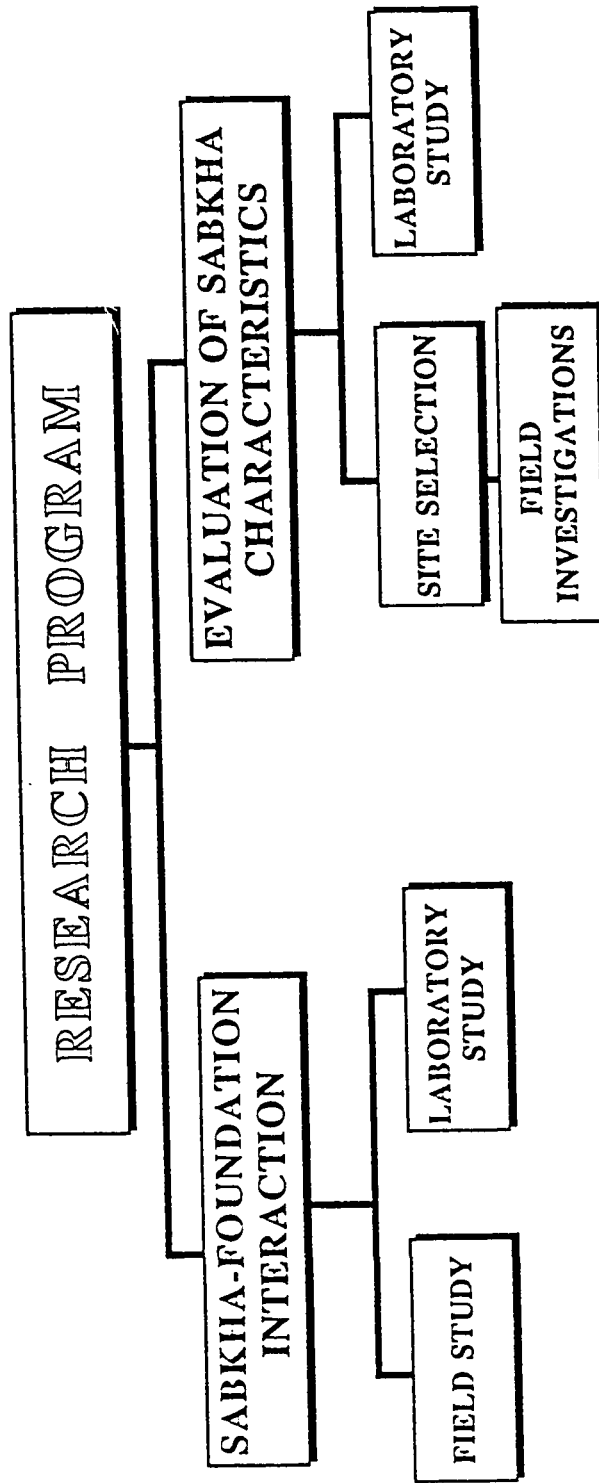 RESEARCH PROGRAM
SABKHA-FOUNDATION
INTERACTION
EVALUATION OF SABKHA
CHARACTERISTICS
FIELD STUDY
LABORATORY
STUDY
SITE SELECTION
LABORATORY
STUDY
FIELD
INVESTIGATIONS